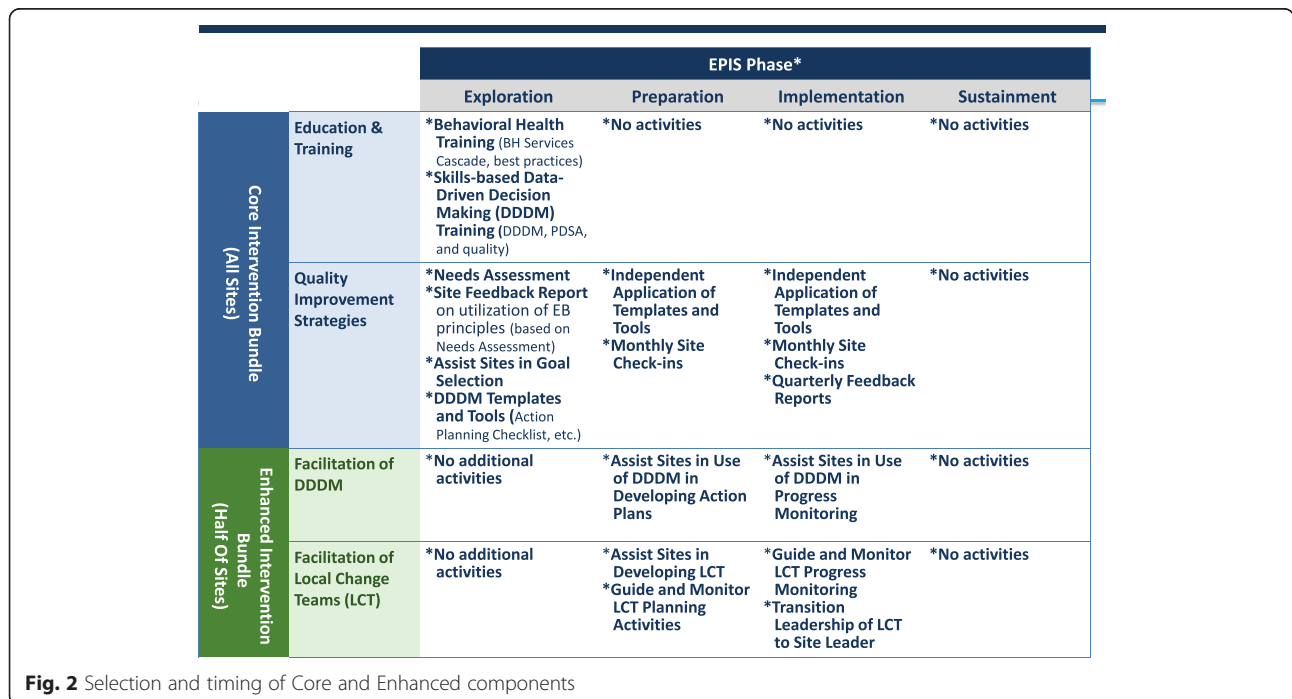 EPIS Phase*
Exploration
Preparation
Implementation
Sustainment
Core Intervention Bundle
(All Sites)
Education &
Training
*Behavioral Health
Training (BH Services
Cascade, best practices)
*Skills-based Data-
Driven Decision
Making (DDDM)
Training (DDDM, PDSA,
and quality)
*No activities
*No activities
*No activities
Quality
Improvement
Strategies
*Needs Assessment
*Site Feedback Report
on utilization of EB
principles (based on
Needs Assessment)
*Assist Sites in Goal
Selection
*DDDM Templates
and Tools (Action
Planning Checklist, etc.)
*Independent
Application of
Templates and
Tools
*Monthly Site
Check-ins
*Independent
Application of
Templates and
Tools
*Monthly Site
Check-ins
*Quarterly Feedback
Reports
*No activities
Enhanced Intervention
Bundle
(Half Of Sites)
Facilitation of
DDDM
*No additional
activities
*Assist Sites in Use
of DDDM in
Developing Action
Plans
*Assist Sites in Use
of DDDM in
Progress
Monitoring
*No activities
Facilitation of
Local Change
Teams (LCT)
*No additional
activities
*Assist Sites in
Developing LCT
*Guide and Monitor
LCT Planning
Activities
*Guide and Monitor
LCT Progress
Monitoring
*Transition
Leadership of LCT
to Site Leader
*No activities
Fig. 2 Selection and timing of Core and Enhanced components